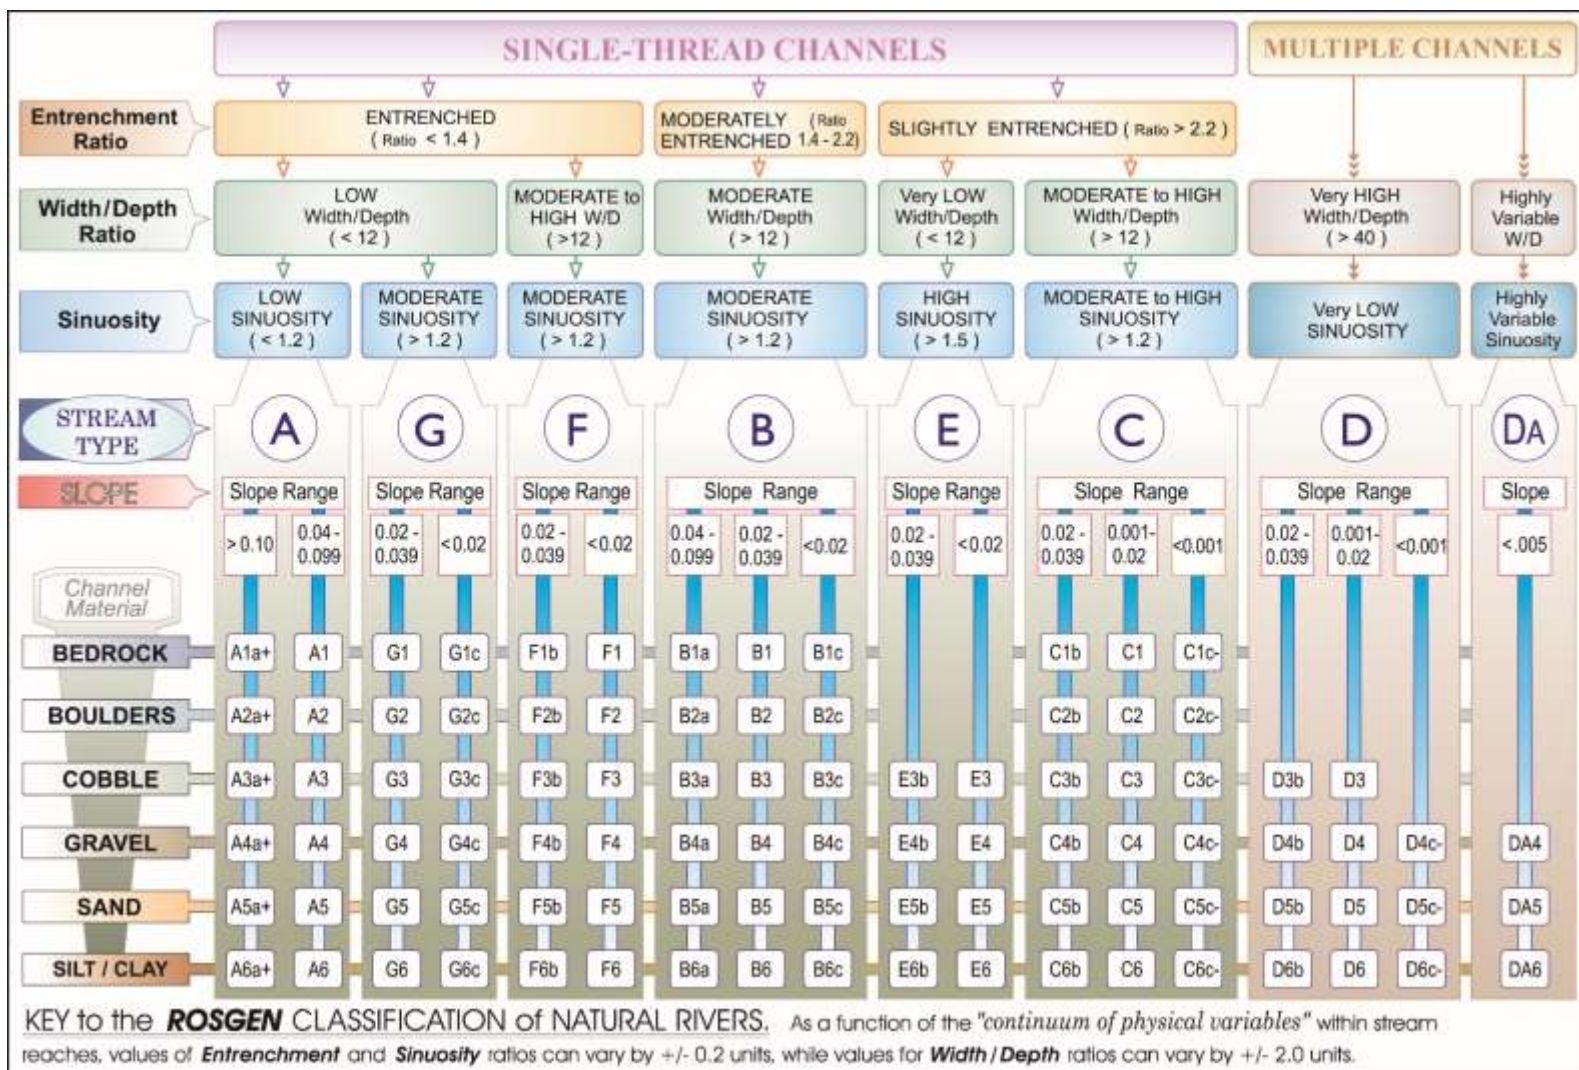 SINGLE-THREAD CHANNELS
MULTIPLE CHANNELS
Entrenchment
Ratio
ENTRENCHED
( Ratio < 1.4 )
MODERATELY (Ratio
ENTRENCHED 1.4 - 2.2)
SLIGHTLY ENTRENCHED ( Ratio > 2.2 )
Width/Depth
Ratio
LOW
Width/Depth
( < 12 )
MODERATE to
HIGH W/D
( >12 )
MODERATE
Width/Depth
( > 12 )
Very LOW
Width/Depth
( <12 )
MODERATE to HIGH
Width/Depth
( > 12 )
Very HIGH
Width/Depth
( > 40 )
Highly
Variable
W/D
Sinuosity
LOW
SINUOSITY
( < 1.2 )
MODERATE
SINUOSITY
( > 1.2 )
MODERATE
SINUOSITY
( > 1.2 )
MODERATE
SINUOSITY
( > 1.2 )
HIGH
SINUOSITY
( > 1.5 )
MODERATE to HIGH
SINUOSITY
( > 1.2 )
Very LOW
SINUOSITY
Highly
Variable
Sinuosity
STREAM
TYPE
A G F B E C D DA
SLOPE
Slope Range Slope Range Slope Range Slope Range Slope Range Slope Range Slope Range Slope
> 0.10
0.04 -
0.099
0.02 -
0.039
<0.02
0.02 -
0.039
<0.02
0.04 -
0.099
0.02 -
0.039
<0.02
0.02 -
0.039
<0.02
0.02 -
0.039
0.001-
0.02
<0.001
0.02 -
0.039
0.001-
0.02
<0.001
<.005
Channel
Material
BEDROCK A1a+ A1 G1 G1c F1b F1 B1a B1 B1c C1b C1 C1c-
BOULDERS A2a+ A2 G2 G2c F2b F2 B2a B2 B2c C2b C2 C2c-
COBBLE A3a+ A3 G3 G3c F3b F3 B3a B3 B3c E3b E3 C3b C3 C3c- D3b D3
GRAVEL A4a+ A4 G4 G4c F4b F4 B4a B4 B4c E4b E4 C4b C4 C4c- D4b D4 D4c- DA4
SAND A5a+ A5 G5 G5c F5b F5 B5a B5 B5c E5b E5 C5b C5 C5c- D5b D5 D5c- DA5
SILT / CLAY A6a+ A6 G6 G6c F6b F6 B6a B6 B6c E6b E6 C6b C6 C6c- D6b D6 D6c- DA6
KEY to the ROSGEN CLASSIFICATION of NATURAL RIVERS. As a function of the "continuum of physical variables" within stream
reaches, values of Entrenchment and Sinuosity ratios can vary by +/- 0.2 units, while values for Width / Depth ratios can vary by +/- 2.0 units.